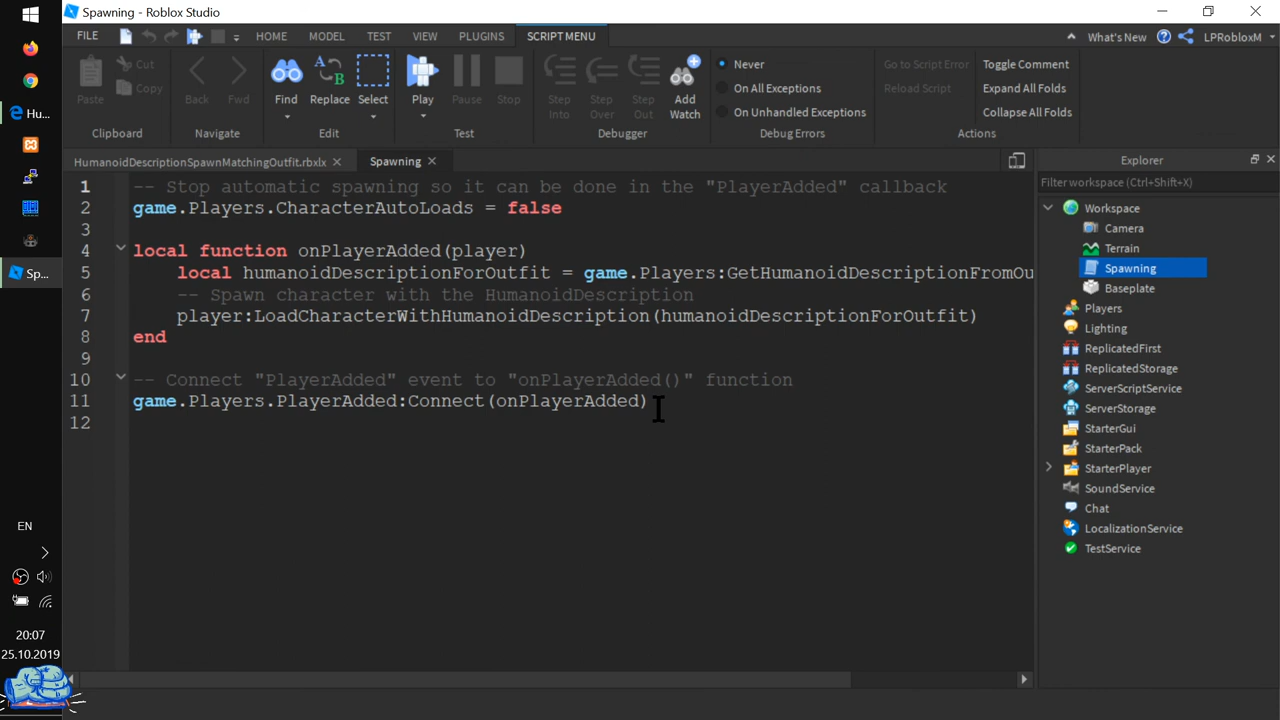 Spawning - Roblox Studio
FILE HOME MODEL TEST VIEW PLUGINS SCRIPT MENU What's New LPRobloxM
Paste Cut Copy
Clipboard
Back Fwd
Navigate
Find Replace Select
Edit
Play Pause Stop
Test
Step Into Step Over Step Out Add Watch
Debugger
Never
On All Exceptions
On Unhandled Exceptions
Debug Errors
Go to Script Error Toggle Comment
Reload Script Expand All Folds
Collapse All Folds
Actions
HumanoidDescriptionSpawnMatchingOutfit.rbxlx Spawning
1 -- Stop automatic spawning so it can be done in the "PlayerAdded" callback
2 game.Players.CharacterAutoLoads = false
3
4 local function onPlayerAdded(player)
5 local humanoidDescriptionForOutfit = game.Players:GetHumanoidDescriptionFromOu
6 -- Spawn character with the HumanoidDescription
7 player:LoadCharacterWithHumanoidDescription(humanoidDescriptionForOutfit)
8 end
9
10 -- Connect "PlayerAdded" event to "onPlayerAdded()" function
11 game.Players.PlayerAdded:Connect(onPlayerAdded)
12
Explorer
Filter workspace (Ctrl+Shift+X)
Workspace
Camera
Terrain
Spawning
Baseplate
Players
Lighting
ReplicatedFirst
ReplicatedStorage
ServerScriptService
ServerStorage
StarterGui
StarterPack
StarterPlayer
SoundService
Chat
LocalizationService
TestService
Hu...
Sp...
EN
20:07
25.10.2019